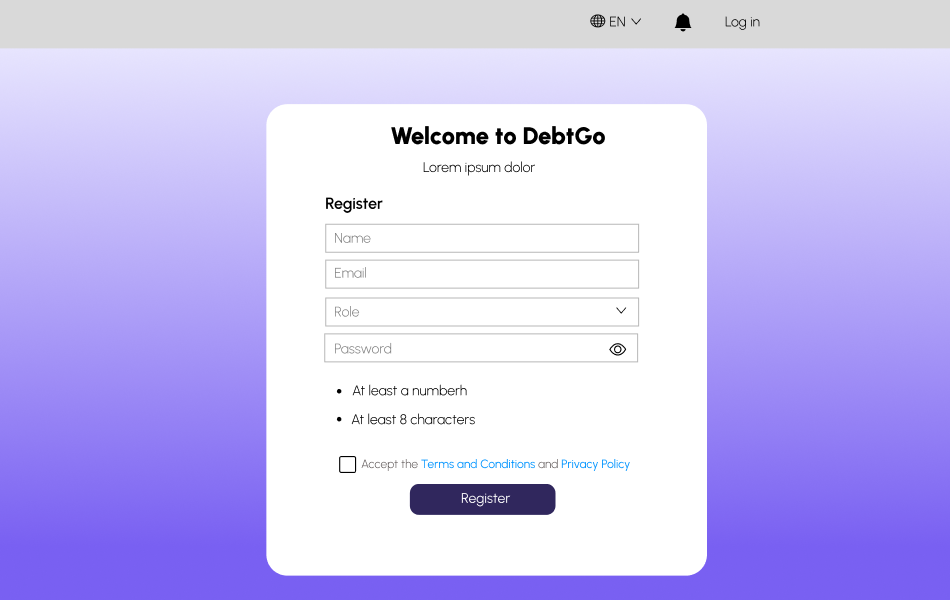 EN
Log in
Welcome to DebtGo
Lorem ipsum dolor
Register
Name
Email
Role
Password
At least a numberh
At least 8 characters
Accept the Terms and Conditions and Privacy Policy
Register